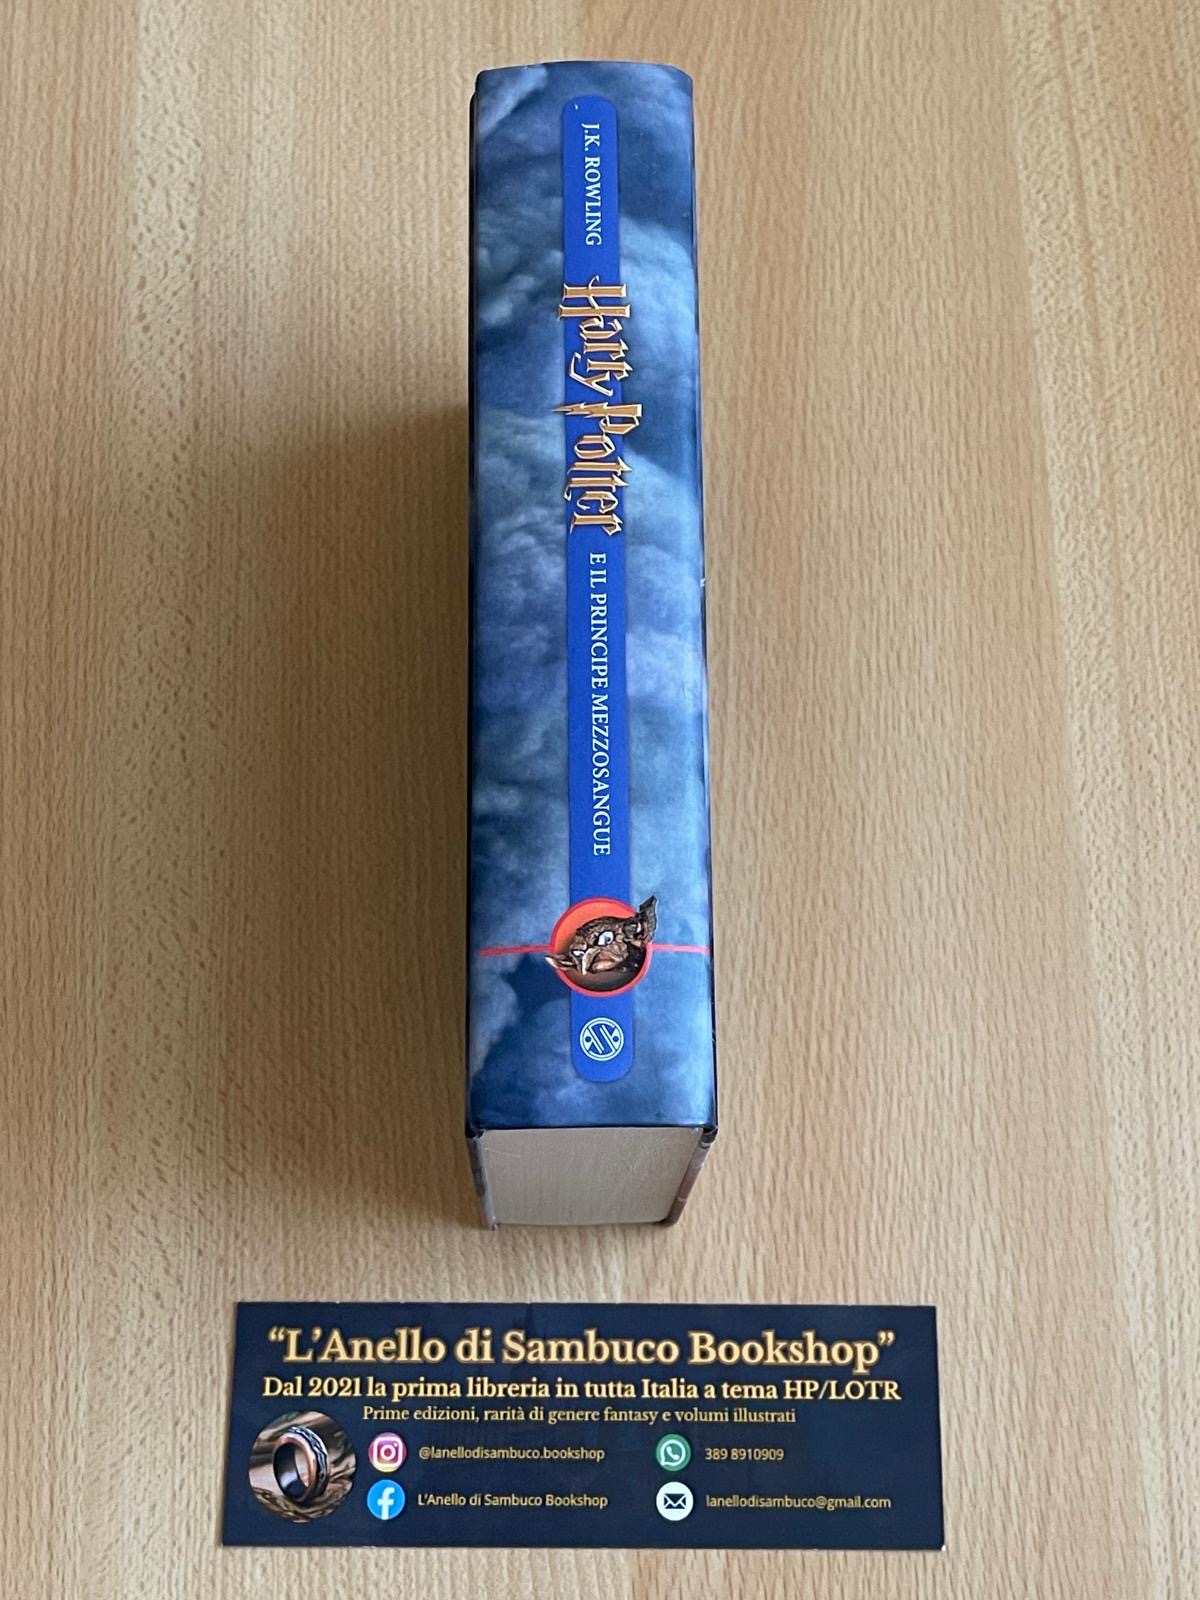 J.K. ROWLING
Harry Potter
E IL PRINCIPE MEZZOSANGUE
“L’Anello di Sambuco Bookshop”
Dal 2021 la prima libreria in tutta Italia a tema HP/LOTR
Prime edizioni, rarità di genere fantasy e volumi illustrati
@lanellodisambuco.bookshop
389 8910909
L’Anello di Sambuco Bookshop
lanellodisambuco@gmail.com